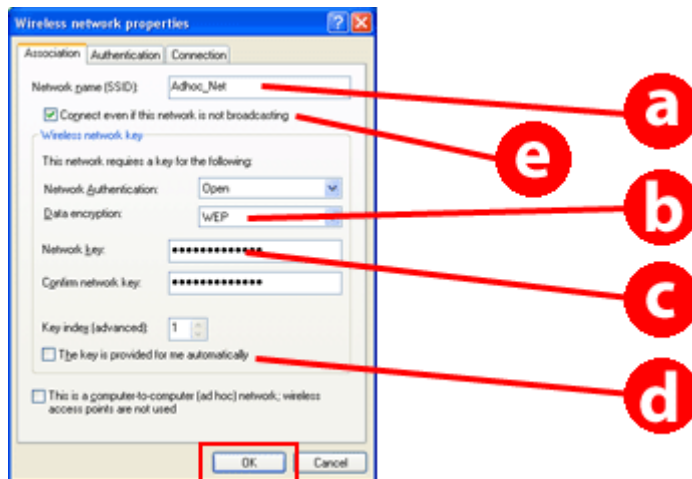 Wireless network properties
Association Authentication Connection
Network name (SSID): Adhoc_Net
a
Connect even if this network is not broadcasting
e
Wireless network key
This network requires a key for the following:
Network Authentication: Open
Data encryption: WEP
b
Network key: •••••••••••••
c
Confirm network key: •••••••••••••
Key index (advanced): 1
The key is provided for me automatically
d
This is a computer-to-computer (ad hoc) network; wireless
access points are not used
OK Cancel